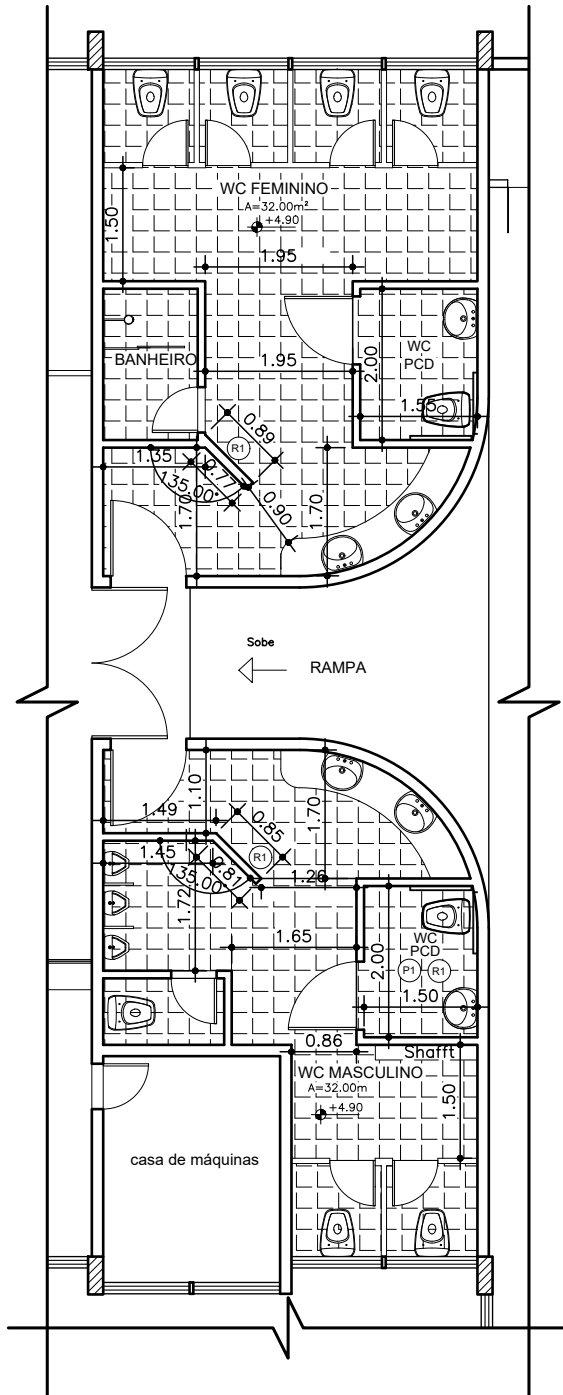 WC FEMININO
A=32.00m²
+4.90
1.50
1.95
BANHEIRO
WC
PCD
2.00
1.95
1.55
0.89
R1
1.35
0.77
135.00°
1.70
0.90
1.70
Sobe
RAMPA
1.10
1.49
1.70
0.85
R1
1.45
0.81
135.00°
1.26
1.72
WC
PCD
1.65
2.00
P1
R1
1.50
0.86
Shafft
WC MASCULINO
A=32.00m
+4.90
1.50
casa de máquinas